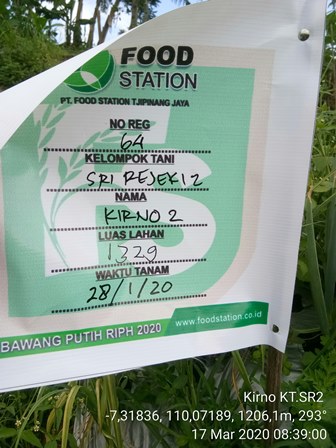 FOOD
STATION
PT. FOOD STATION TJIPINANG JAYA
NO REG
64
KELOMPOK TANI
SRI REJEKI 2
NAMA
KIRNO 2
LUAS LAHAN
1329
WAKTU TANAM
28/1/20
BAWANG PUTIH RIPH 2020
www.foodstation.co.id
Kirno KT.SR2
-7,31836, 110,07189, 1206,1m, 293°
17 Mar 2020 08:39:00